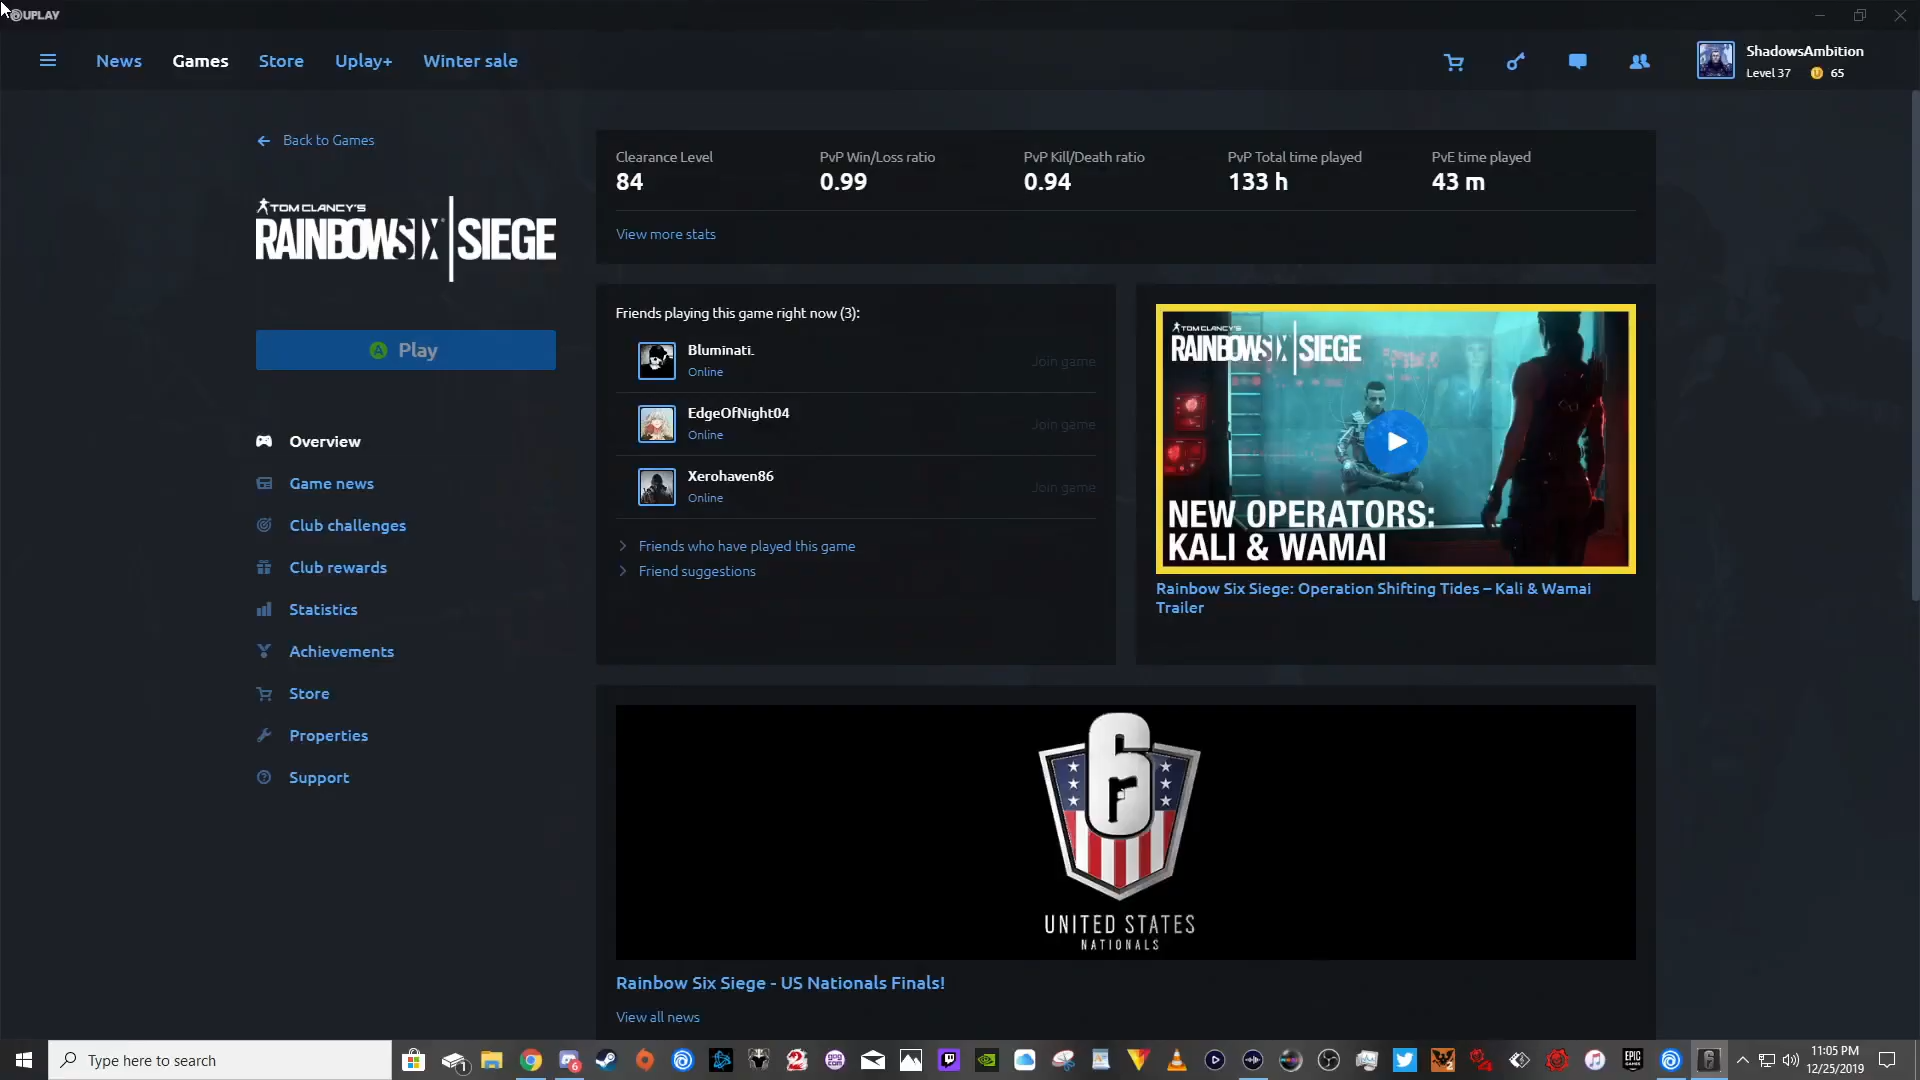 UPLAY
News
Games
Store
Uplay+
Winter sale
ShadowsAmbition
Level 37
65
Back to Games
TOM CLANCY'S
RAINBOWSIX | SIEGE
A Play
Overview
Game news
Club challenges
Club rewards
Statistics
Achievements
Store
Properties
Support
Clearance Level
84
PvP Win/Loss ratio
0.99
PvP Kill/Death ratio
0.94
PvP Total time played
133 h
PvE time played
43 m
View more stats
Friends playing this game right now (3):
Bluminati.
Online
Join game
EdgeOfNight04
Online
Join game
Xerohaven86
Online
Join game
Friends who have played this game
Friend suggestions
TOM CLANCY'S
RAINBOWSIX | SIEGE
NEW OPERATORS:
KALI & WAMAI
Rainbow Six Siege: Operation Shifting Tides – Kali & Wamai
Trailer
6
UNITED STATES
NATIONALS
Rainbow Six Siege - US Nationals Finals!
View all news
Type here to search
11:05 PM
12/25/2019